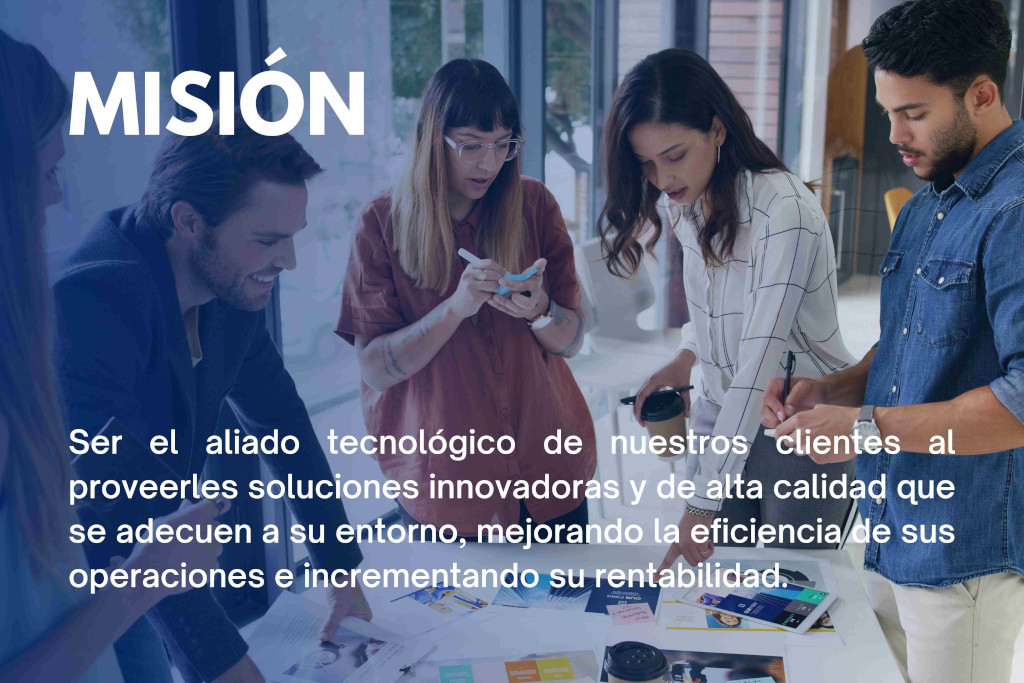 MISIÓN
Ser el aliado tecnológico de nuestros clientes al
proveerles soluciones innovadoras y de alta calidad que
se adecuen a su entorno, mejorando la eficiencia de sus
operaciones e incrementando su rentabilidad.